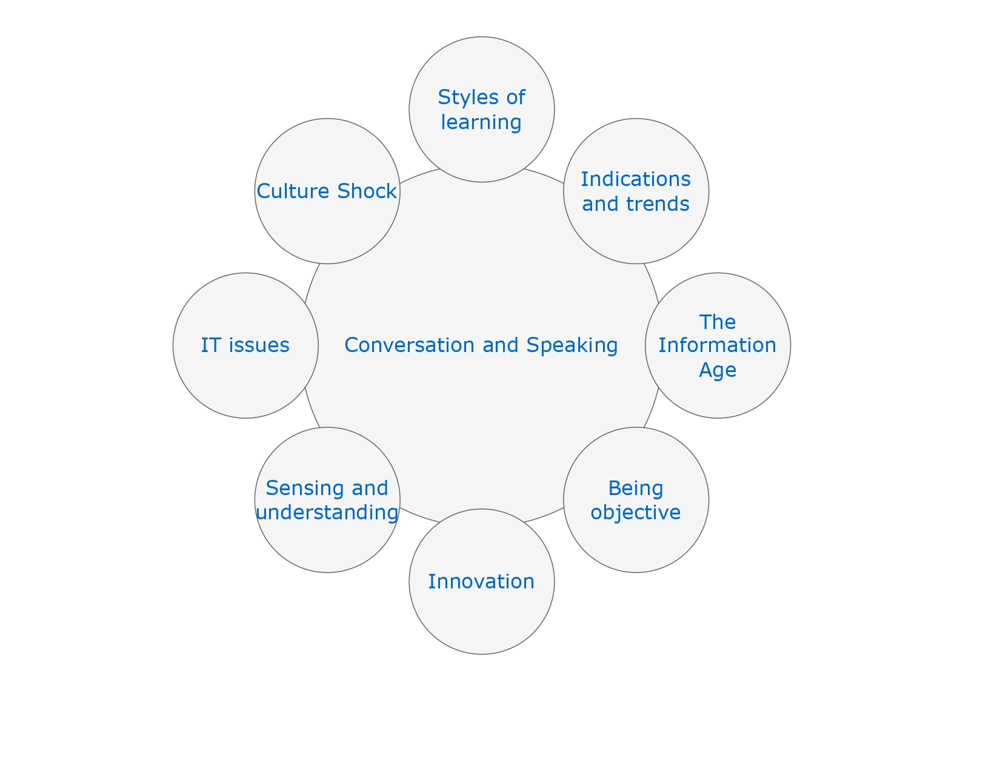 Styles of
learning
Culture Shock
Indications
and trends
IT issues
Conversation and Speaking
The
Information
Age
Sensing and
understanding
Being
objective
Innovation